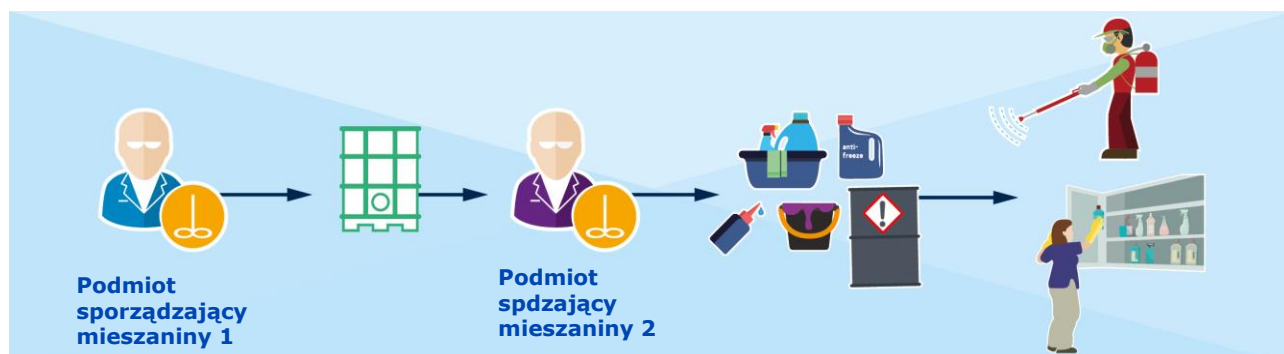 anti-
freeze
Podmiot
sporządzający
mieszaniny 1
Podmiot
spdzający
mieszaniny 2